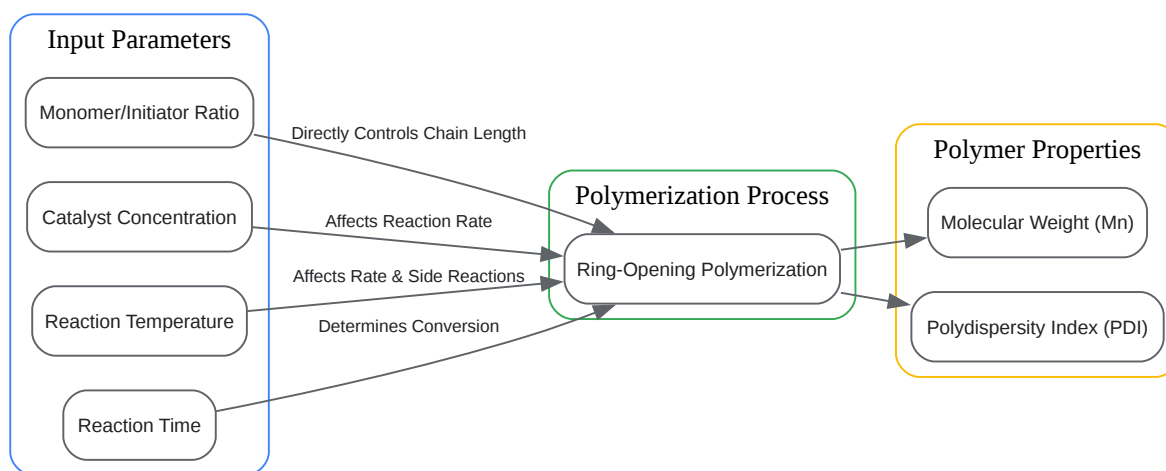 Input Parameters
Monomer/Initiator Ratio
Catalyst Concentration
Reaction Temperature
Reaction Time
Directly Controls Chain Length
Affects Reaction Rate
Affects Rate & Side Reactions
Determines Conversion
Polymerization Process
Ring-Opening Polymerization
Polymer Properties
Molecular Weight (Mn)
Polydispersity Index (PDI)